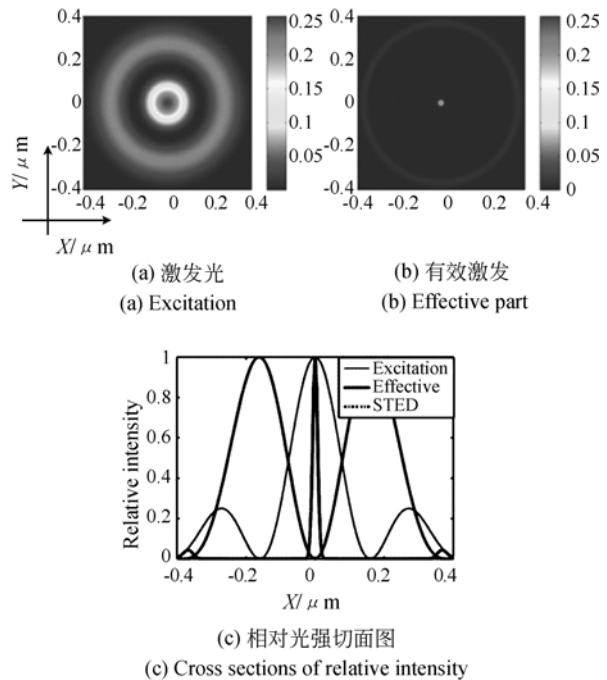 0.4
0.2
0
-0.2
-0.4
-0.4 -0.2 0 0.2 0.4
0.25
0.2
0.15
0.1
0.05
Y/μ m
X/μ m
0.4
0.2
0
-0.2
-0.4
-0.4 -0.2 0 0.2 0.4
0.25
0.2
0.15
0.1
0.05
0
(a) 激发光
(a) Excitation
(b) 有效激发
(b) Effective part
1
0.8
0.6
0.4
0.2
0
Relative intensity
Excitation
Effective
STED
-0.4 -0.2 0 0.2 0.4
X/μ m
(c) 相对光强切面图
(c) Cross sections of relative intensity